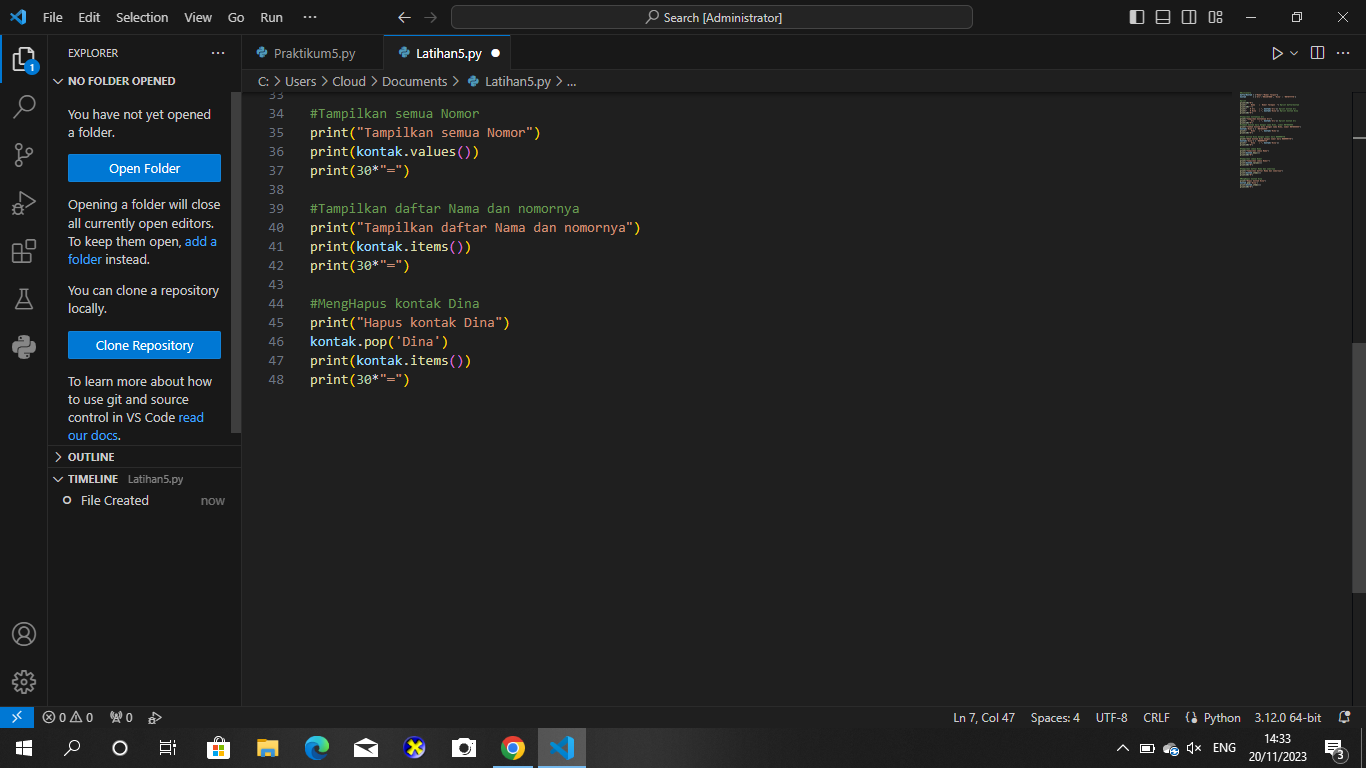 File Edit Selection View Go Run ···
Search [Administrator]
EXPLORER ···
Praktikum5.py
Latihan5.py
NO FOLDER OPENED
C: > Users > Cloud > Documents > Latihan5.py > ...
You have not yet opened
a folder.
Open Folder
Opening a folder will close
all currently open editors.
To keep them open, add a
folder instead.
You can clone a repository
locally.
Clone Repository
To learn more about how
to use git and source
control in VS Code read
our docs.
OUTLINE
TIMELINE Latihan5.py
File Created now
1
33
34 #Tampilkan semua Nomor
35 print("Tampilkan semua Nomor")
36 print(kontak.values())
37 print(30*"=")
38
39 #Tampilkan daftar Nama dan nomornya
40 print("Tampilkan daftar Nama dan nomornya")
41 print(kontak.items())
42 print(30*"=")
43
44 #MengHapus kontak Dina
45 print("Hapus kontak Dina")
46 kontak.pop('Dina')
47 print(kontak.items())
48 print(30*"=")
0 0 0
Ln 7, Col 47 Spaces: 4 UTF-8 CRLF Python 3.12.0 64-bit
ENG
14:33
20/11/2023
3